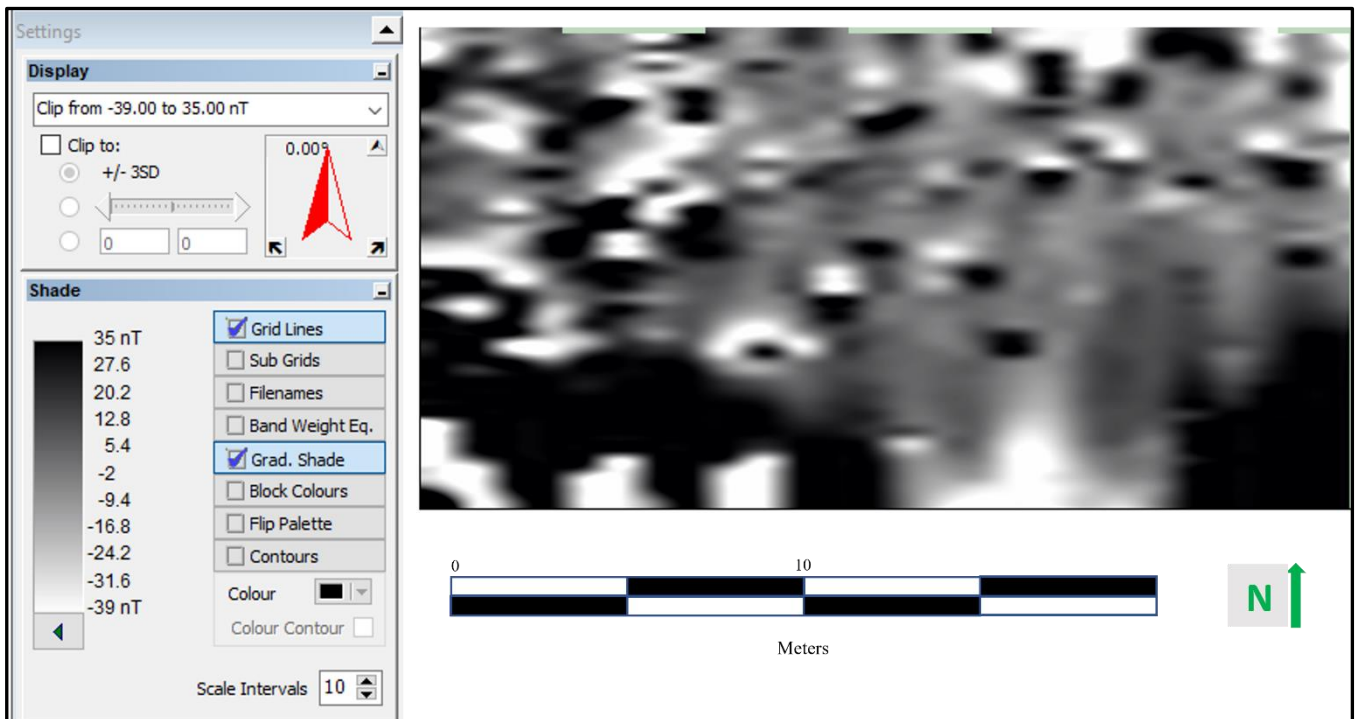 Settings
Display
Clip from -39.00 to 35.00 nT
Clip to:
0.00°
+/- 3SD
0 0
Shade
35 nT
27.6
20.2
12.8
5.4
-2
-9.4
-16.8
-24.2
-31.6
-39 nT
Grid Lines
Sub Grids
Filenames
Band Weight Eq.
Grad. Shade
Block Colours
Flip Palette
Contours
Colour
Colour Contour
Scale Intervals 10
0 10
Meters
N